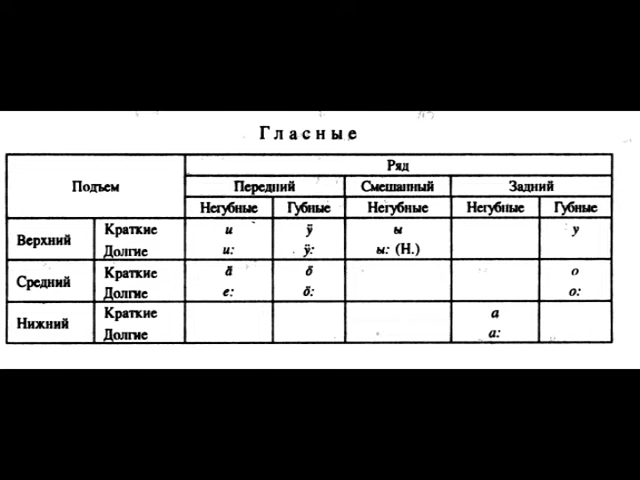 Гласные
Подъем Ряд
Передний Смешанный Задний
Негубные Губные Негубные Негубные Губные
Верхний Краткие и ў ы у
Долгие и: ў: ы: (Н.)
Средний Краткие ӑ о
Долгие е: о:
Нижний Краткие а
Долгие а: